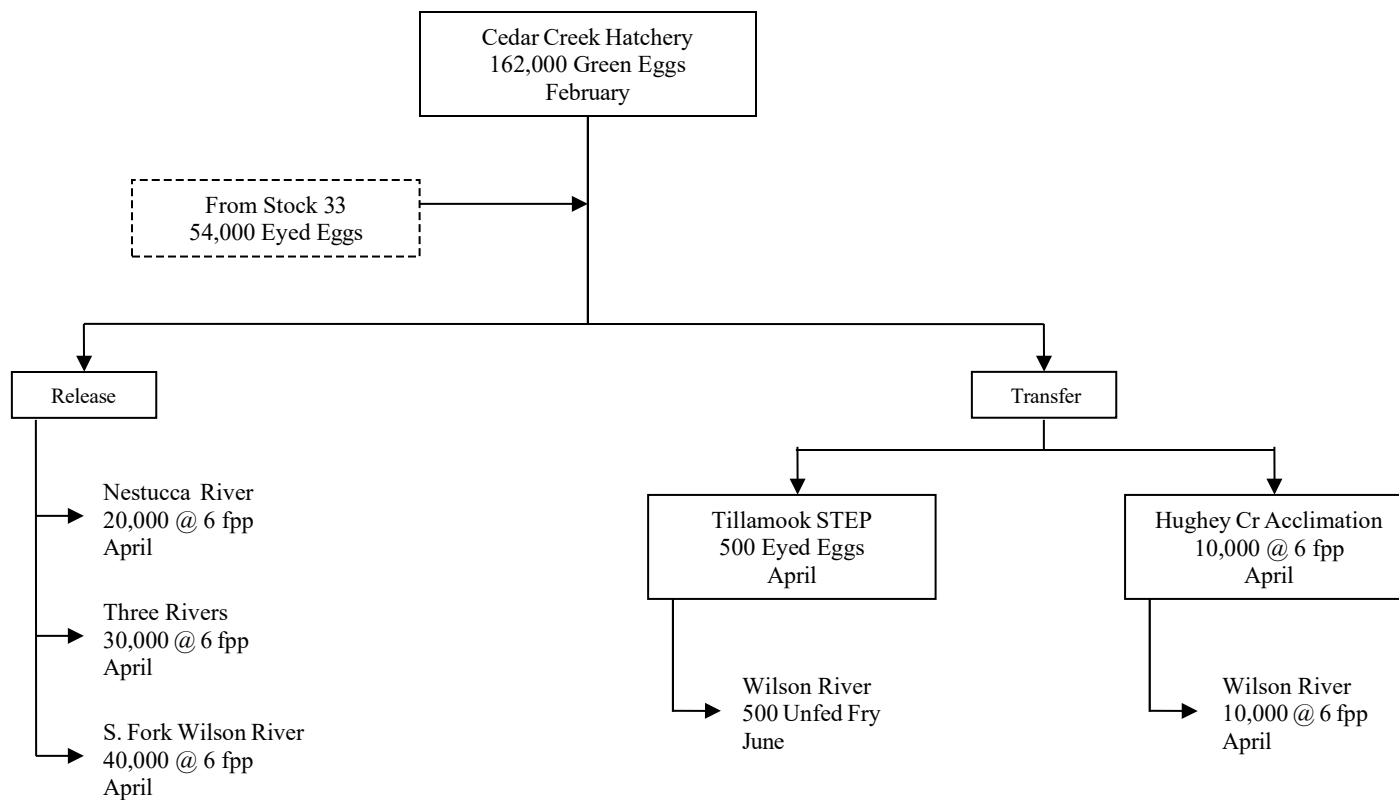 Cedar Creek Hatchery
162,000 Green Eggs
February
From Stock 33
54,000 Eyed Eggs
Release
Transfer
Nestucca River
20,000 @ 6 fpp
April
Three Rivers
30,000 @ 6 fpp
April
S. Fork Wilson River
40,000 @ 6 fpp
April
Tillamook STEP
500 Eyed Eggs
April
Wilson River
500 Unfed Fry
June
Hughey Cr Acclimation
10,000 @ 6 fpp
April
Wilson River
10,000 @ 6 fpp
April